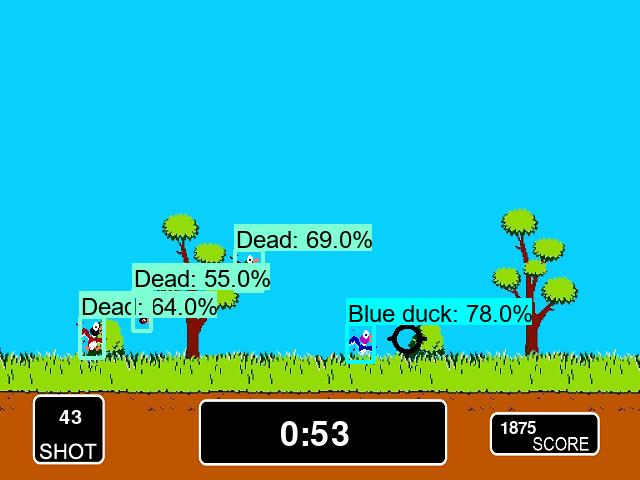 Dead: 69.0%
Dead: 55.0%
Dead: 64.0%
Blue duck: 78.0%
43
SHOT
0:53
1875
SCORE